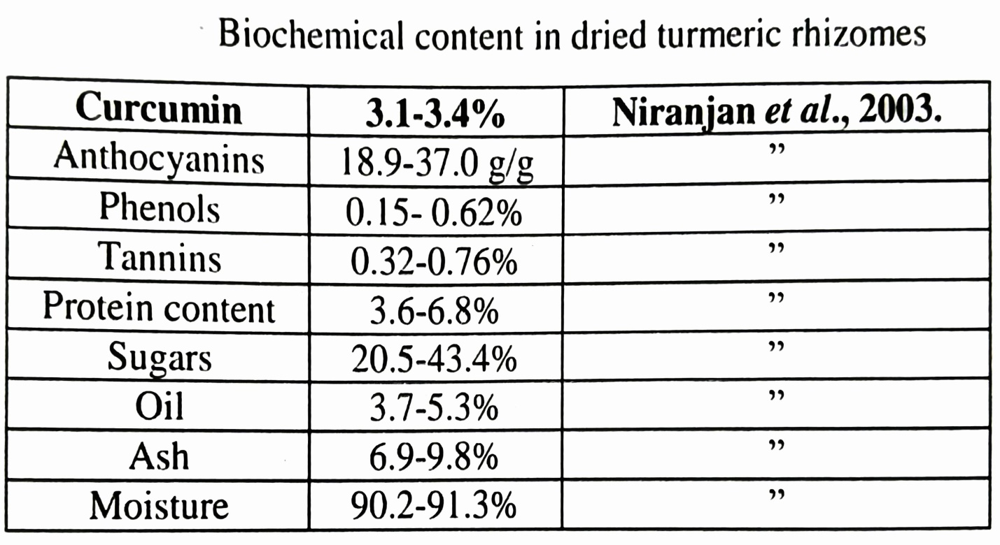 Biochemical content in dried turmeric rhizomes
Curcumin 3.1-3.4% Niranjan et al., 2003.
Anthocyanins 18.9-37.0 g/g ”
Phenols 0.15- 0.62% ”
Tannins 0.32-0.76% ”
Protein content 3.6-6.8% ”
Sugars 20.5-43.4% ”
Oil 3.7-5.3% ”
Ash 6.9-9.8% ”
Moisture 90.2-91.3% ”